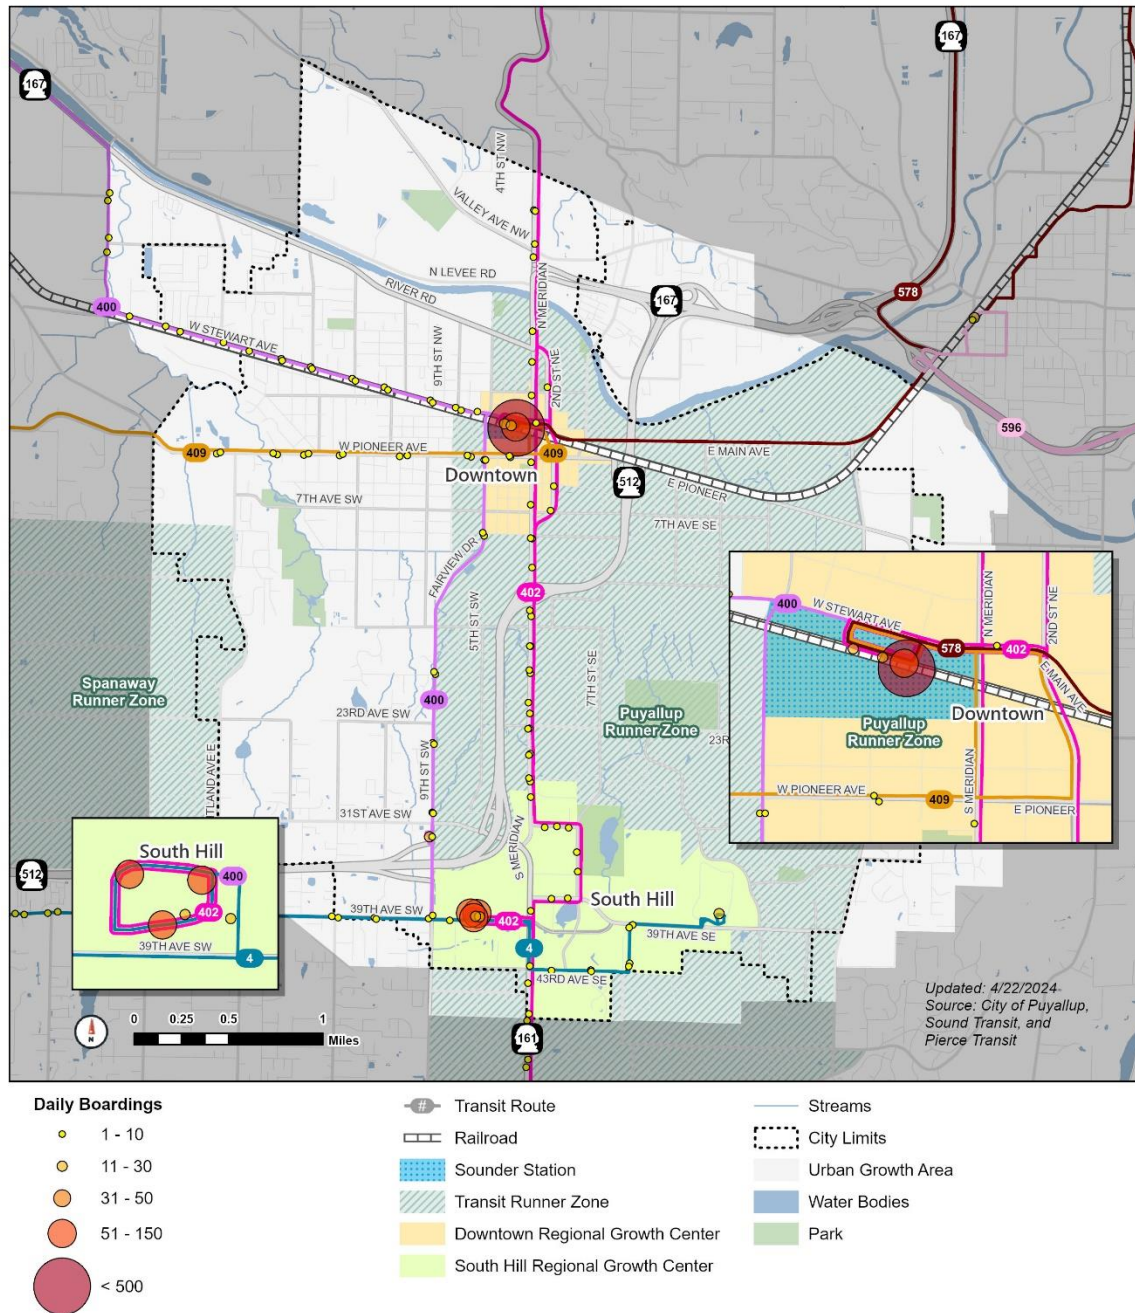 167
167
4TH ST NW
VALLEY AVE NW
N LEVEE RD
RIVER RD
N MERIDIAN
167
578
400
W STEWART AVE
9TH ST NW
2ND ST NE
596
409
W PIONEER AVE
409
E MAIN AVE
Downtown
512
E PIONEER
7TH AVE SW
7TH AVE SE
FAIRVIEW DR
402
5TH ST SW
7TH ST SE
Spanaway
Runner Zone
400
23RD AVE SW
Puyallup
Runner Zone
23R
9TH ST SW
TLAND AVE E
31ST AVE SW
S MERIDIAN
512
South Hill
400
402
39TH AVE SW
4
39TH AVE SW
402
South Hill
4
39TH AVE SE
43RD AVE SE
161
400
W STEWART AVE
N MERIDIAN
2ND ST NE
578
402
E MAIN AVE
Downtown
Puyallup
Runner Zone
S MERIDIAN
W PIONEER AVE
409
E PIONEER
N
0 0.25 0.5 1
Miles
Updated: 4/22/2024
Source: City of Puyallup,
Sound Transit, and
Pierce Transit
Daily Boardings
1 - 10
11 - 30
31 - 50
51 - 150
< 500
# Transit Route
Railroad
Sounder Station
Transit Runner Zone
Downtown Regional Growth Center
South Hill Regional Growth Center
Streams
City Limits
Urban Growth Area
Water Bodies
Park